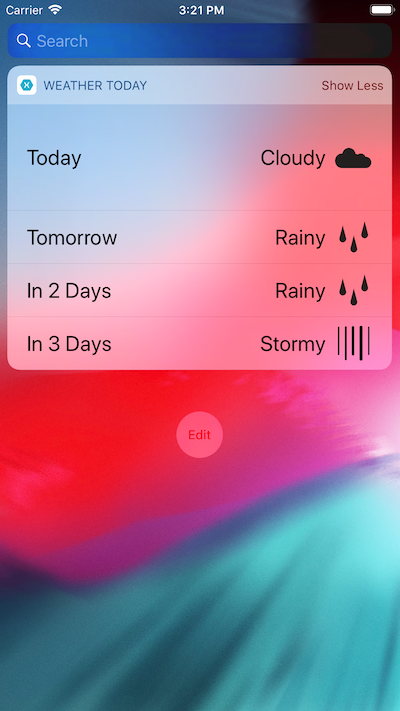 Carrier 3:21 PM
Search
WEATHER TODAY Show Less
Today Cloudy
Tomorrow Rainy
In 2 Days Rainy
In 3 Days Stormy
Edit